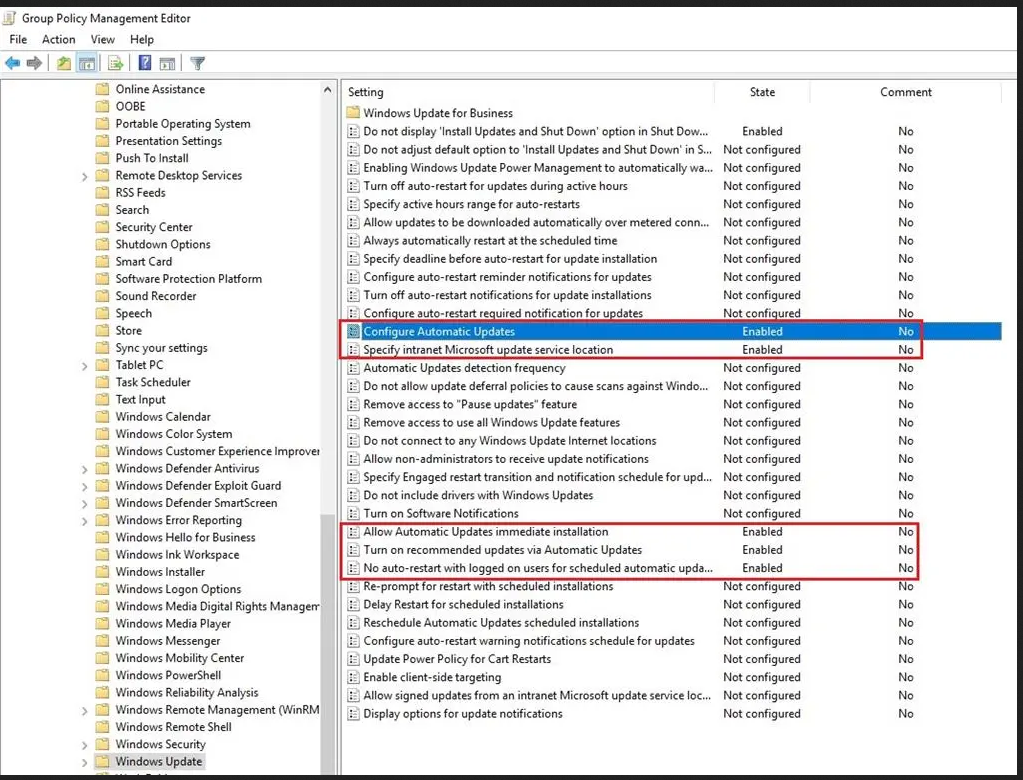 Group Policy Management Editor
File Action View Help
Online Assistance
OOBE
Portable Operating System
Presentation Settings
Push To Install
Remote Desktop Services
RSS Feeds
Search
Security Center
Shutdown Options
Smart Card
Software Protection Platform
Sound Recorder
Speech
Store
Sync your settings
Tablet PC
Task Scheduler
Text Input
Windows Calendar
Windows Color System
Windows Customer Experience Improver
Windows Defender Antivirus
Windows Defender Exploit Guard
Windows Defender SmartScreen
Windows Error Reporting
Windows Hello for Business
Windows Ink Workspace
Windows Installer
Windows Logon Options
Windows Media Digital Rights Managem
Windows Media Player
Windows Messenger
Windows Mobility Center
Windows PowerShell
Windows Reliability Analysis
Windows Remote Management (WinRM
Windows Remote Shell
Windows Security
Windows Update
Setting State Comment
Windows Update for Business
Do not display 'Install Updates and Shut Down' option in Shut Dow... Enabled No
Do not adjust default option to 'Install Updates and Shut Down' in S... Not configured No
Enabling Windows Update Power Management to automatically wa... Not configured No
Turn off auto-restart for updates during active hours Not configured No
Specify active hours range for auto-restarts Not configured No
Allow updates to be downloaded automatically over metered conn... Not configured No
Always automatically restart at the scheduled time Not configured No
Specify deadline before auto-restart for update installation Not configured No
Configure auto-restart reminder notifications for updates Not configured No
Turn off auto-restart notifications for update installations Not configured No
Configure auto-restart required notification for updates Not configured No
Configure Automatic Updates Enabled No
Specify intranet Microsoft update service location Enabled No
Automatic Updates detection frequency Not configured No
Do not allow update deferral policies to cause scans against Windo... Not configured No
Remove access to "Pause updates" feature Not configured No
Remove access to use all Windows Update features Not configured No
Do not connect to any Windows Update Internet locations Not configured No
Allow non-administrators to receive update notifications Not configured No
Specify Engaged restart transition and notification schedule for upd... Not configured No
Do not include drivers with Windows Updates Not configured No
Turn on Software Notifications Not configured No
Allow Automatic Updates immediate installation Enabled No
Turn on recommended updates via Automatic Updates Enabled No
No auto-restart with logged on users for scheduled automatic upda... Enabled No
Re-prompt for restart with scheduled installations Not configured No
Delay Restart for scheduled installations Not configured No
Reschedule Automatic Updates scheduled installations Not configured No
Configure auto-restart warning notifications schedule for updates Not configured No
Update Power Policy for Cart Restarts Not configured No
Enable client-side targeting Not configured No
Allow signed updates from an intranet Microsoft update service loc... Not configured No
Display options for update notifications Not configured No